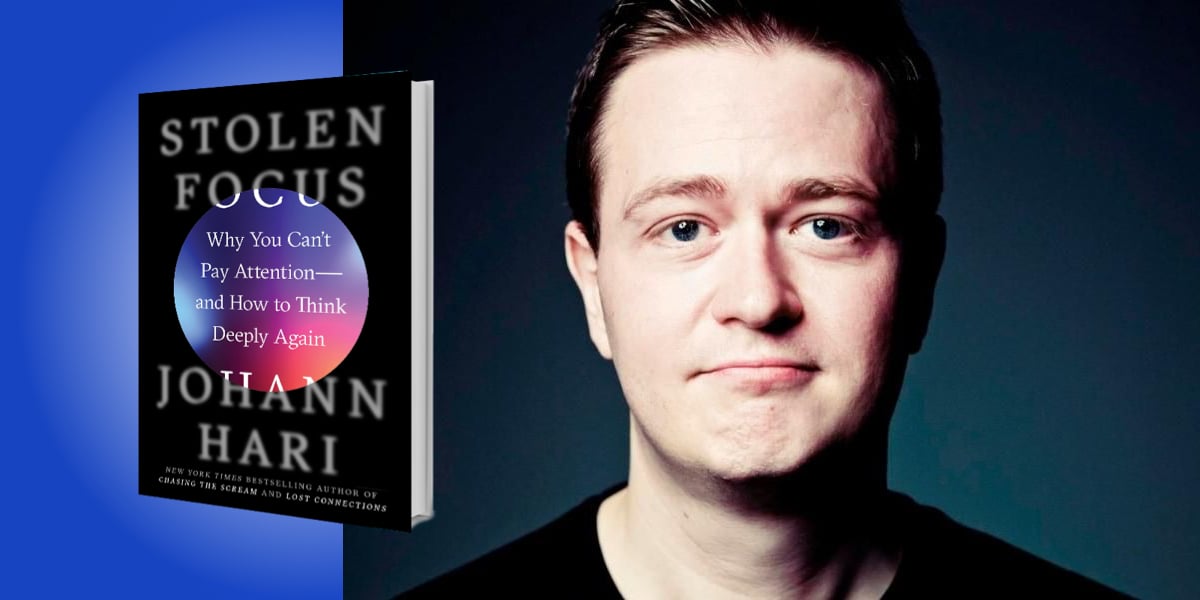 STOLEN
FOCUS
Why You Can't
Pay Attention—
and How to Think
Deeply Again
JOHANN
HARI
NEW YORK TIMES BESTSELLING AUTHOR OF
CHASING THE SCREAM AND LOST CONNECTIONS